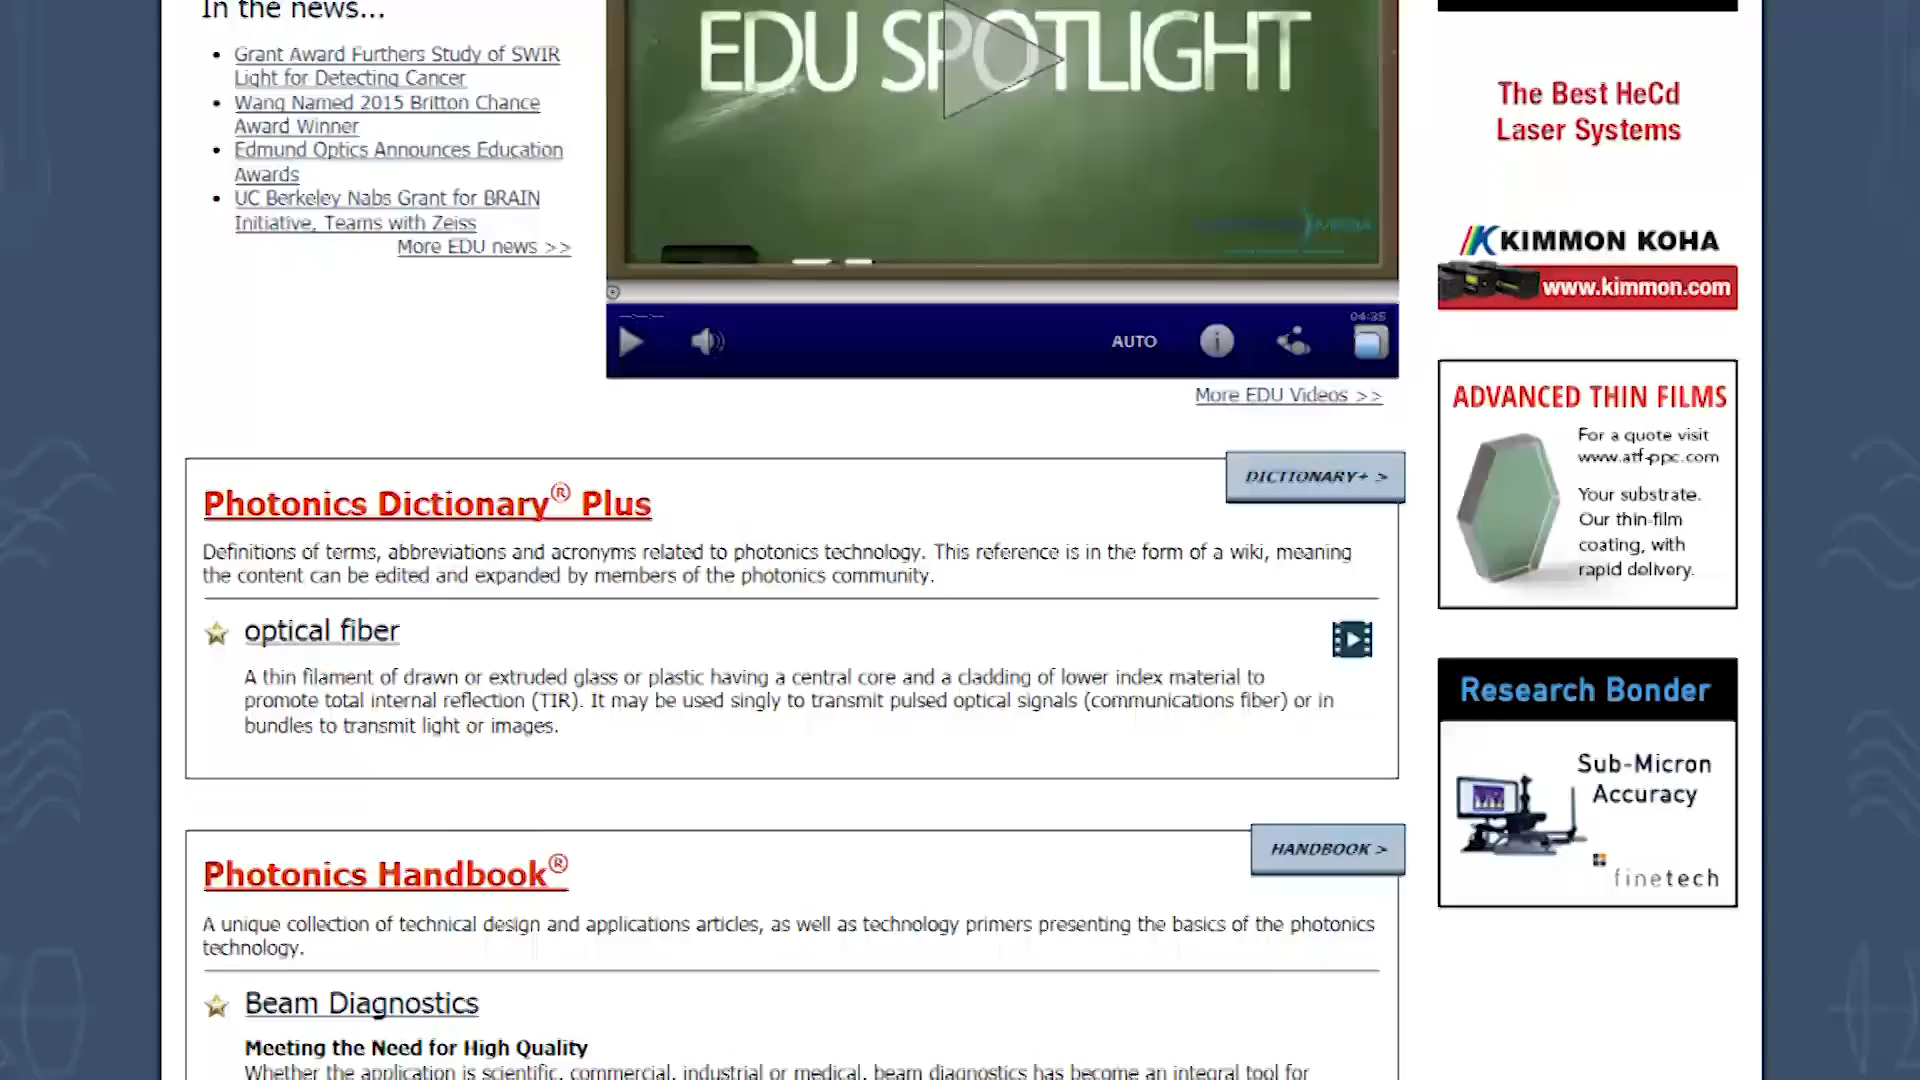 In the news...
Grant Award Furthers Study of SWIR
Light for Detecting Cancer
Wang Named 2015 Britton Chance
Award Winner
Edmund Optics Announces Education
Awards
UC Berkeley Nabs Grant for BRAIN
Initiative, Teams with Zeiss
More EDU news >>
EDU SPOTLIGHT
MEDIA
04:35
AUTO
More EDU Videos >>
DICTIONARY+ >
Photonics Dictionary® Plus
Definitions of terms, abbreviations and acronyms related to photonics technology. This reference is in the form of a wiki, meaning
the content can be edited and expanded by members of the photonics community.
optical fiber
A thin filament of drawn or extruded glass or plastic having a central core and a cladding of lower index material to
promote total internal reflection (TIR). It may be used singly to transmit pulsed optical signals (communications fiber) or in
bundles to transmit light or images.
HANDBOOK >
Photonics Handbook®
A unique collection of technical design and applications articles, as well as technology primers presenting the basics of the photonics
technology.
Beam Diagnostics
Meeting the Need for High Quality
Whether the application is scientific, commercial, industrial or medical, beam diagnostics has become an integral tool for
The Best HeCd
Laser Systems
KIMMON KOHA
www.kimmon.com
ADVANCED THIN FILMS
For a quote visit
www.atf-ppc.com
Your substrate.
Our thin-film
coating, with
rapid delivery.
Research Bonder
Sub-Micron
Accuracy
finetech